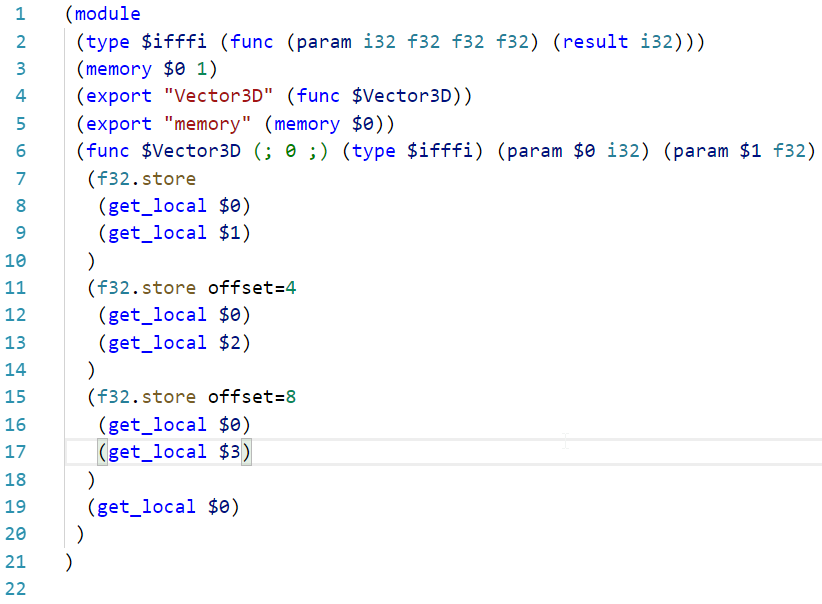 1 (module
2 (type $ifffi (func (param i32 f32 f32 f32) (result i32)))
3 (memory $0 1)
4 (export "Vector3D" (func $Vector3D))
5 (export "memory" (memory $0))
6 (func $Vector3D (; 0 ;) (type $ifffi) (param $0 i32) (param $1 f32)
7 (f32.store
8 (get_local $0)
9 (get_local $1)
10 )
11 (f32.store offset=4
12 (get_local $0)
13 (get_local $2)
14 )
15 (f32.store offset=8
16 (get_local $0)
17 (get_local $3)
18 )
19 (get_local $0)
20 )
21 )
22